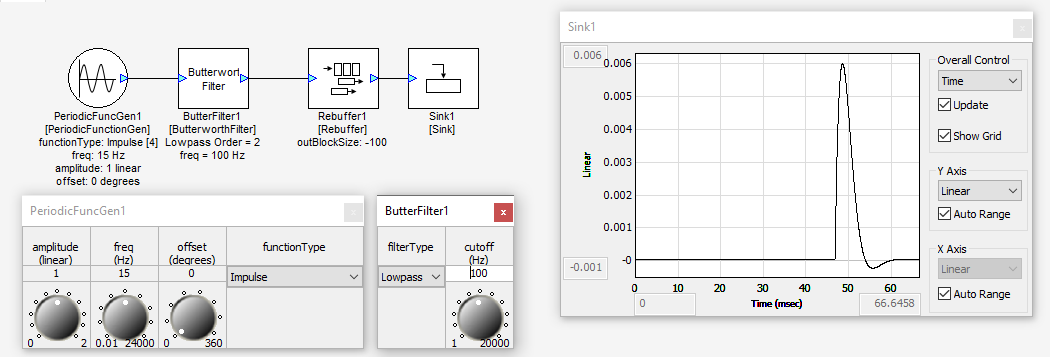 Butterwort
Filter
PeriodicFuncGen1
[PeriodicFunctionGen]
functionType: Impulse [4]
freq: 15 Hz
amplitude: 1 linear
offset: 0 degrees
ButterFilter1
[ButterworthFilter]
Lowpass Order = 2
freq = 100 Hz
Rebuffer1
[Rebuffer]
outBlockSize: -100
Sink1
[Sink]
PeriodicFuncGen1
x
amplitude
(linear)
freq
(Hz)
offset
(degrees)
functionType
1
15
0
Impulse
0 2
0.01 24000
0 360
ButterFilter1
x
filterType
cutoff
(Hz)
Lowpass
100
1 20000
Sink1
x
0.006
-0.001
0.006
0.006
0.004
0.003
0.002
0.001
-0
Linear
0 10 20 30 40 50 60
Time (msec)
0
66.6458
Overall Control
Time
Update
Show Grid
Y Axis
Linear
Auto Range
X Axis
Linear
Auto Range